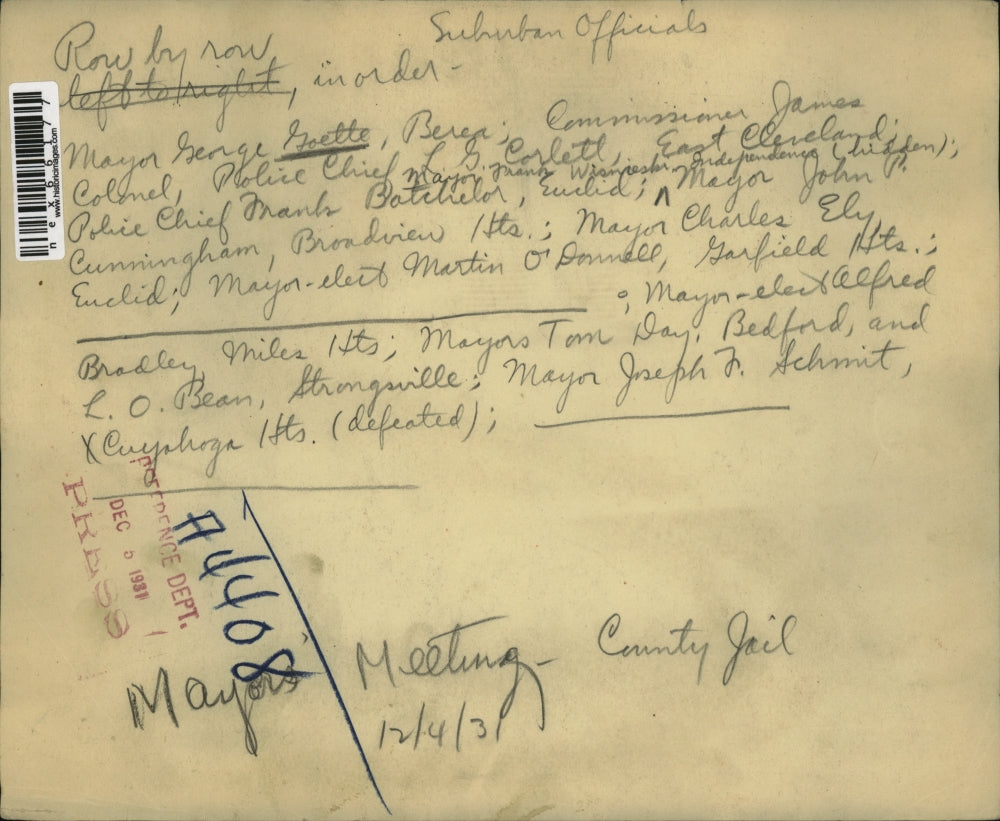 Suburban Officials
Row by row
left to right, in order -
Mayor George Goette, Berea; Commissioner James
Colonel, Police Chief L. G. Corlett, East Cleveland;
Mayor Frank Wisnieski Independence (hidden);
Police Chief Frank Batchelor, Euclid; ^ Mayor John P.
Cunningham, Broadview Hts.; Mayor Charles Ely,
Euclid; Mayor-elect Martin O'Donnell, Garfield Hts.;
; Mayor-elect Alfred
Bradley, Miles Hts; Mayors Tom Day, Bedford, and
L. O. Bean, Strongsville; Mayor Joseph F. Schmit,
X Cuyahoga Hts. (defeated);
REFERENCE DEPT.
DEC 5 1931
PRESS
A4408
Mayors' Meeting - County Jail
12/4/31
www.historicimages.com